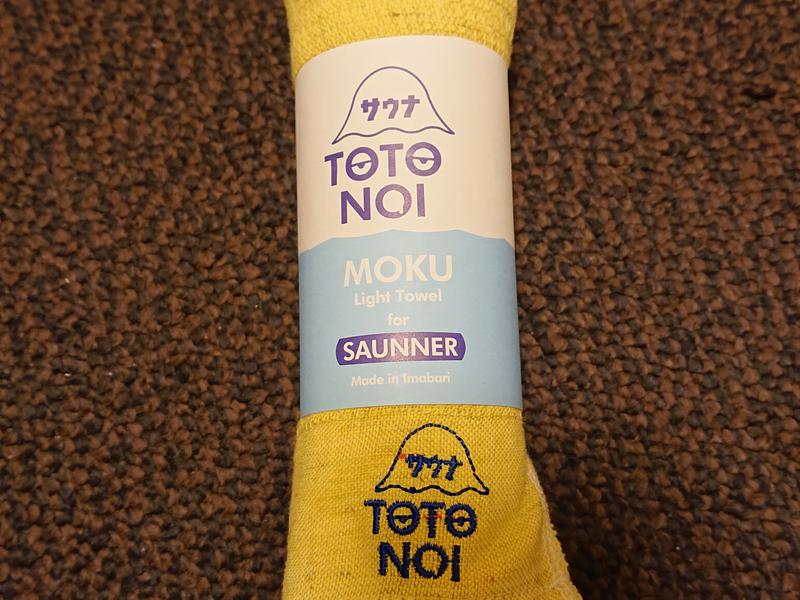 サウナ
TOTO
NOI
MOKU
Light Towel
for
SAUNNER
Made in Imabari
サウナ
TOTO
NOI